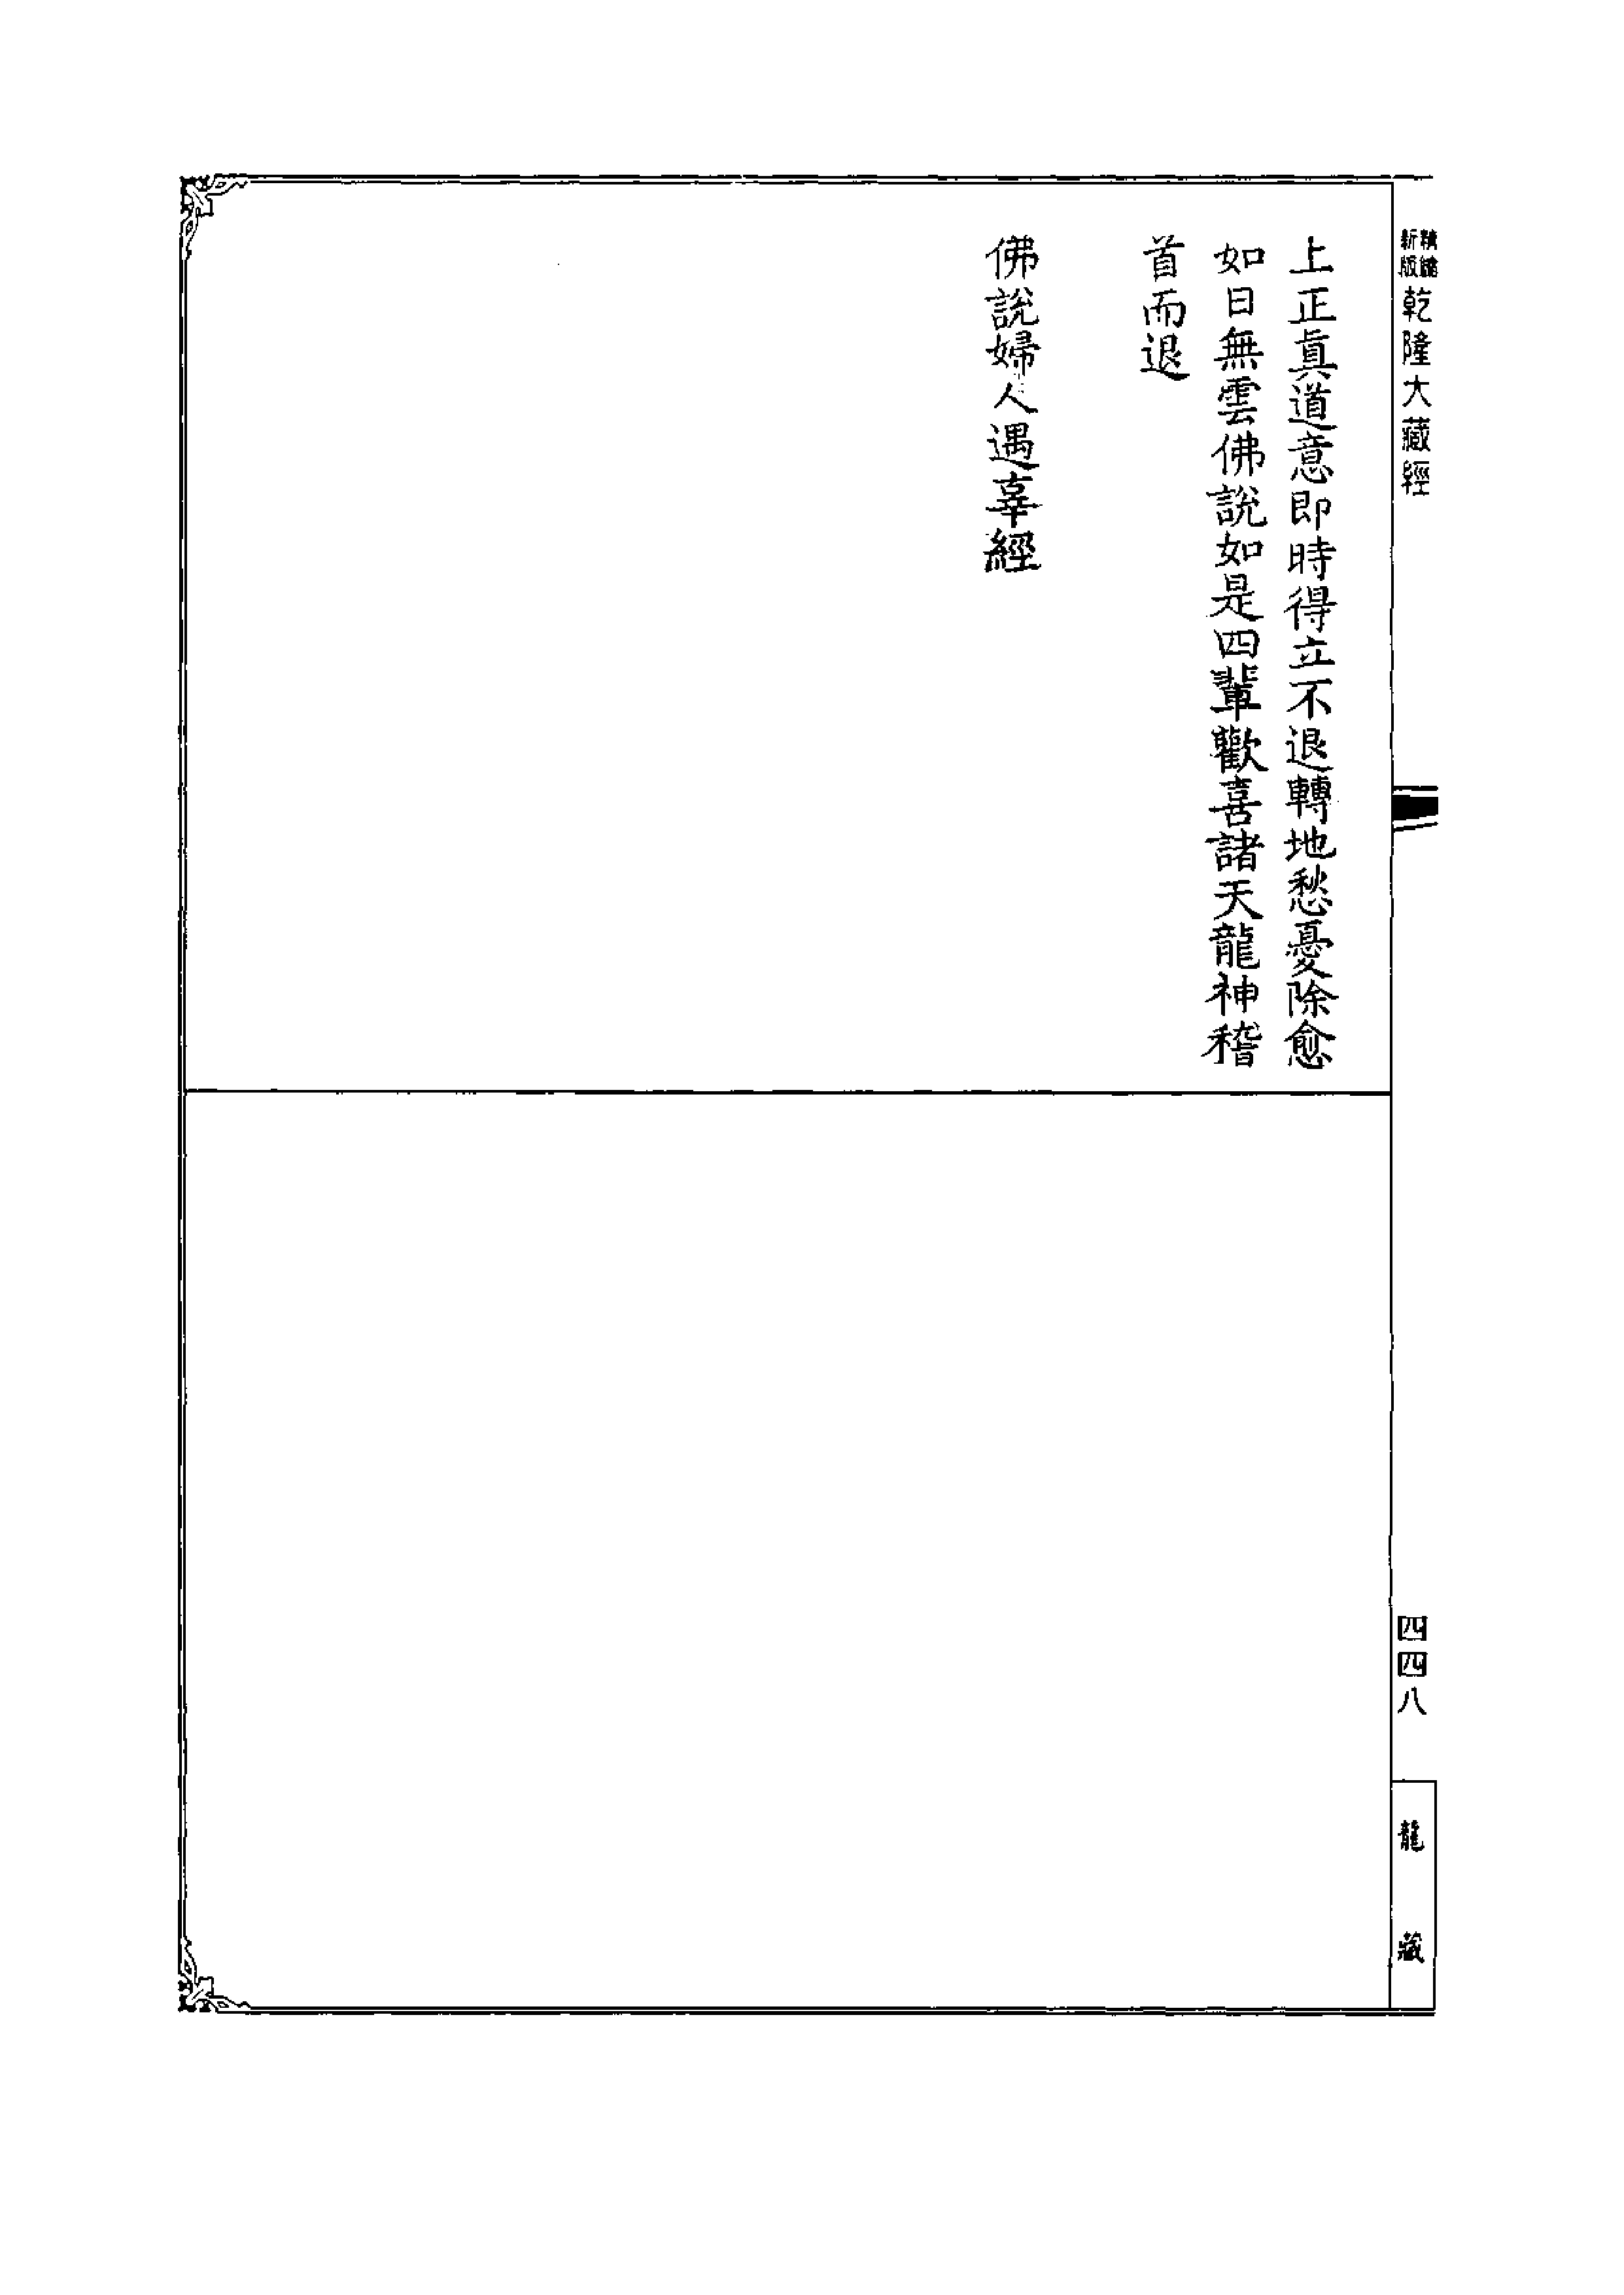 精縮新版乾隆大藏經
上正眞道意即時得立不退轉地愁憂除愈
如日無雲佛說如是四輩歡喜諸天龍神稽
首而退
佛說婦人遇辜經
四四八
龍藏